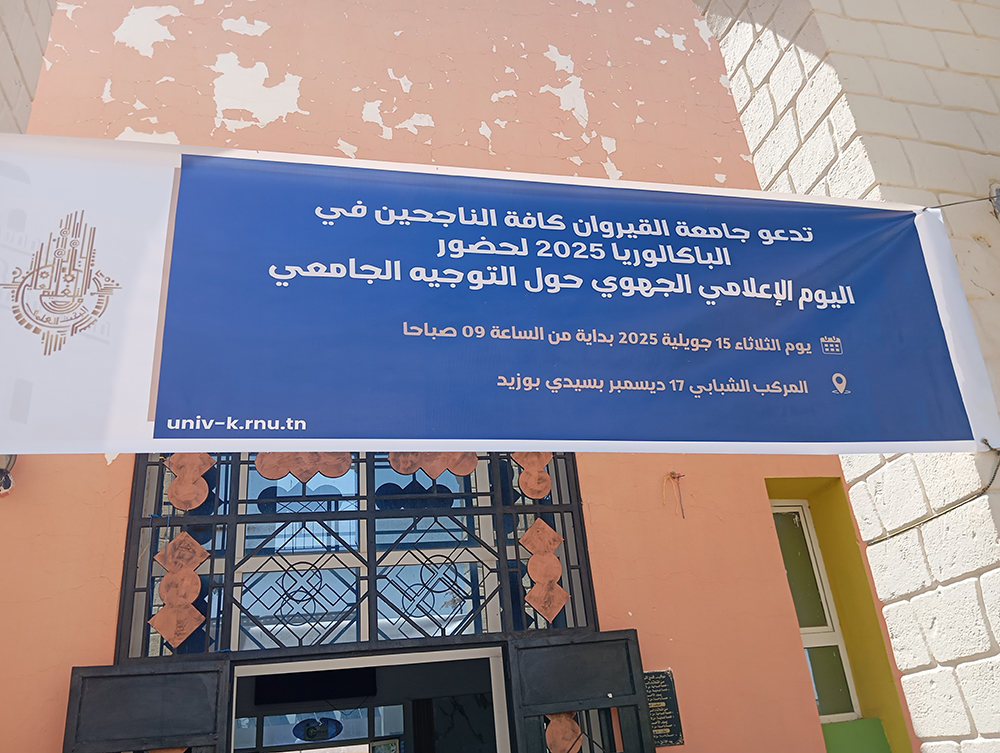 تدعو جامعة القيروان كافة الناجحين في
الباكالوريا 2025 لحضور
اليوم الإعلامي الجهوي حول التوجيه الجامعي
يوم الثلاثاء 15 جويلية 2025 بداية من الساعة 09 صباحا
المركب الشبابي 17 ديسمبر بسيدي بوزيد
univ-k.rnu.tn